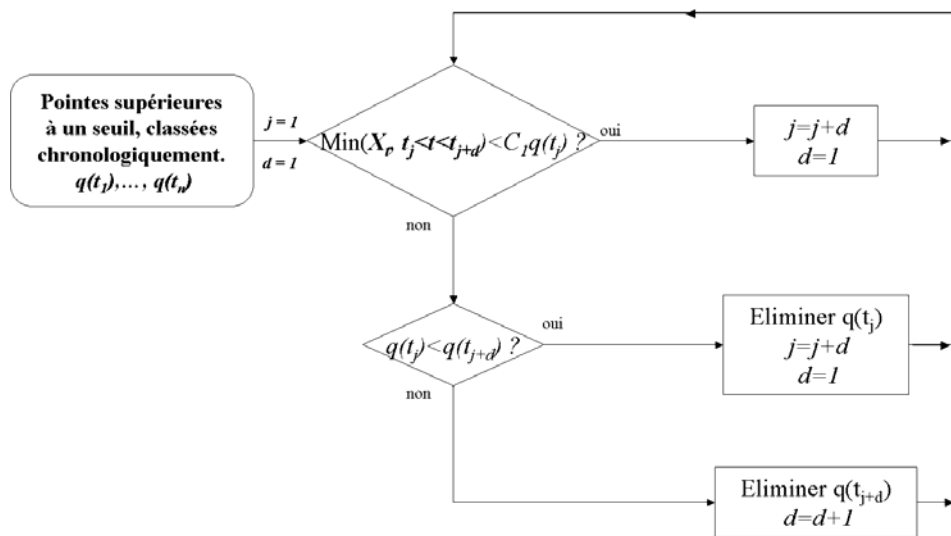 Pointes supérieures
à un seuil, classées
chronologiquement.
q(t1),..., q(tn)
j = 1
d = 1
Min(Xt, tj<t<tj+d)<C1q(tj) ?
oui
j=j+d
d=1
non
q(tj)<q(tj+d) ?
oui
Eliminer q(tj)
j=j+d
d=1
non
Eliminer q(tj+d)
d=d+1